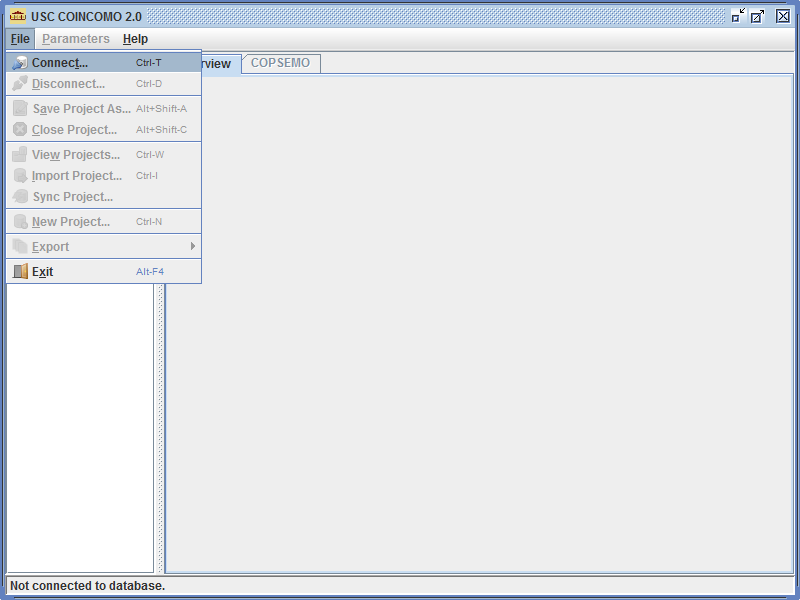 USC COINCOMO 2.0
File Parameters Help
Connect... Ctrl-T
rview COPSEMO
Disconnect... Ctrl-D
Save Project As... Alt+Shift-A
Close Project... Alt+Shift-C
View Projects... Ctrl-W
Import Project... Ctrl-I
Sync Project...
New Project... Ctrl-N
Export
Exit Alt-F4
Not connected to database.